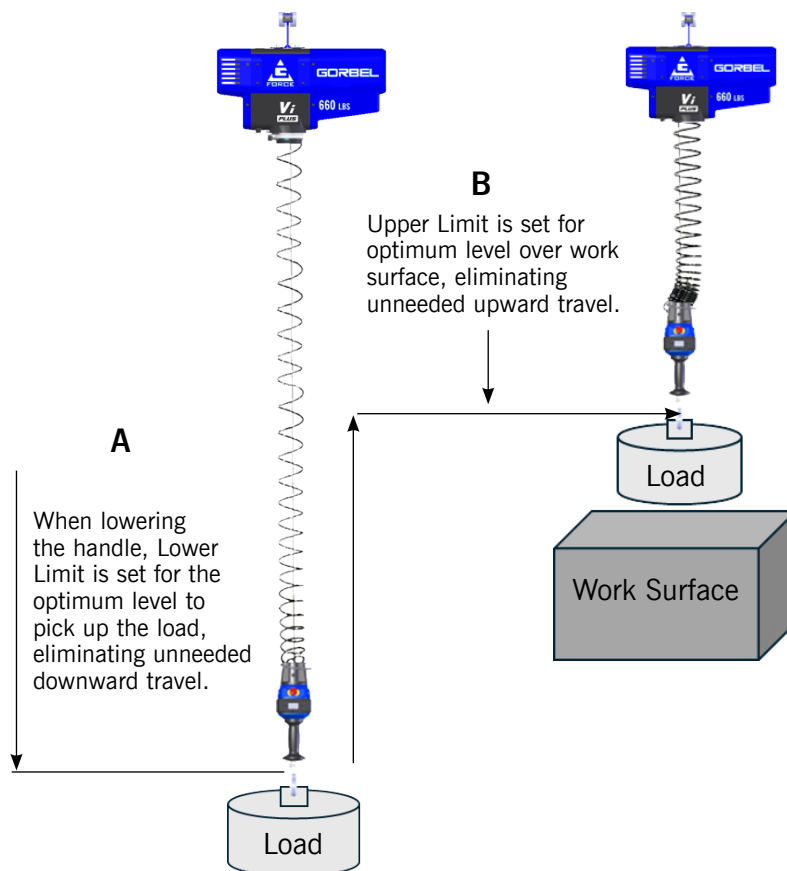 E
FORCE
GORBEL
Vi
PLUS
660 LBS
E
FORCE
GORBEL
Vi
PLUS
660 LBS
B
Upper Limit is set for
optimum level over work
surface, eliminating
unneeded upward travel.
A
When lowering
the handle, Lower
Limit is set for the
optimum level to
pick up the load,
eliminating unneeded
downward travel.
Load
Work Surface
Load